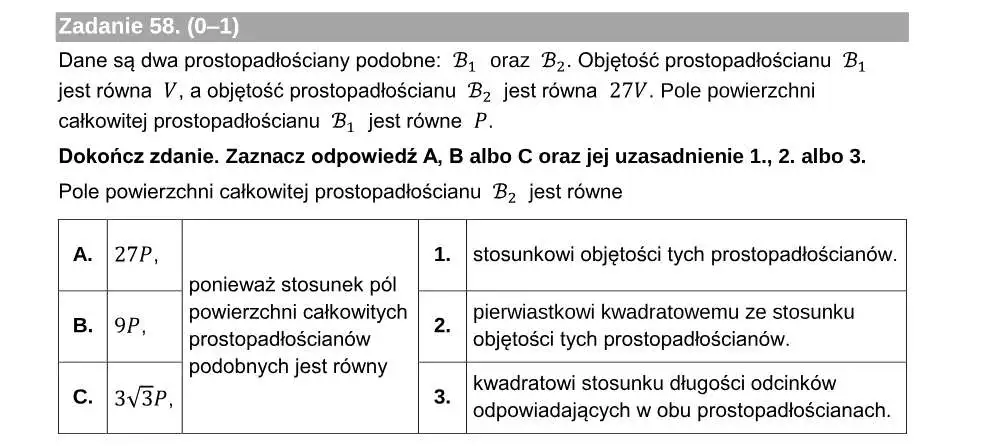 Zadanie 58. (0–1)
Dane są dwa prostopadłościany podobne: ℬ₁ oraz ℬ₂. Objętość prostopadłościanu ℬ₁
jest równa V, a objętość prostopadłościanu ℬ₂ jest równa 27V. Pole powierzchni
całkowitej prostopadłościanu ℬ₁ jest równe P.
Dokończ zdanie. Zaznacz odpowiedź A, B albo C oraz jej uzasadnienie 1., 2. albo 3.
Pole powierzchni całkowitej prostopadłościanu ℬ₂ jest równe
A. 27P,
B. 9P,
C. 3√3P,
ponieważ stosunek pól
powierzchni całkowitych
prostopadłościanów
podobnych jest równy
1. stosunkowi objętości tych prostopadłościanów.
2. pierwiastkowi kwadratowemu ze stosunku
objętości tych prostopadłościanów.
3. kwadratowi stosunku długości odcinków
odpowiadających w obu prostopadłościanach.